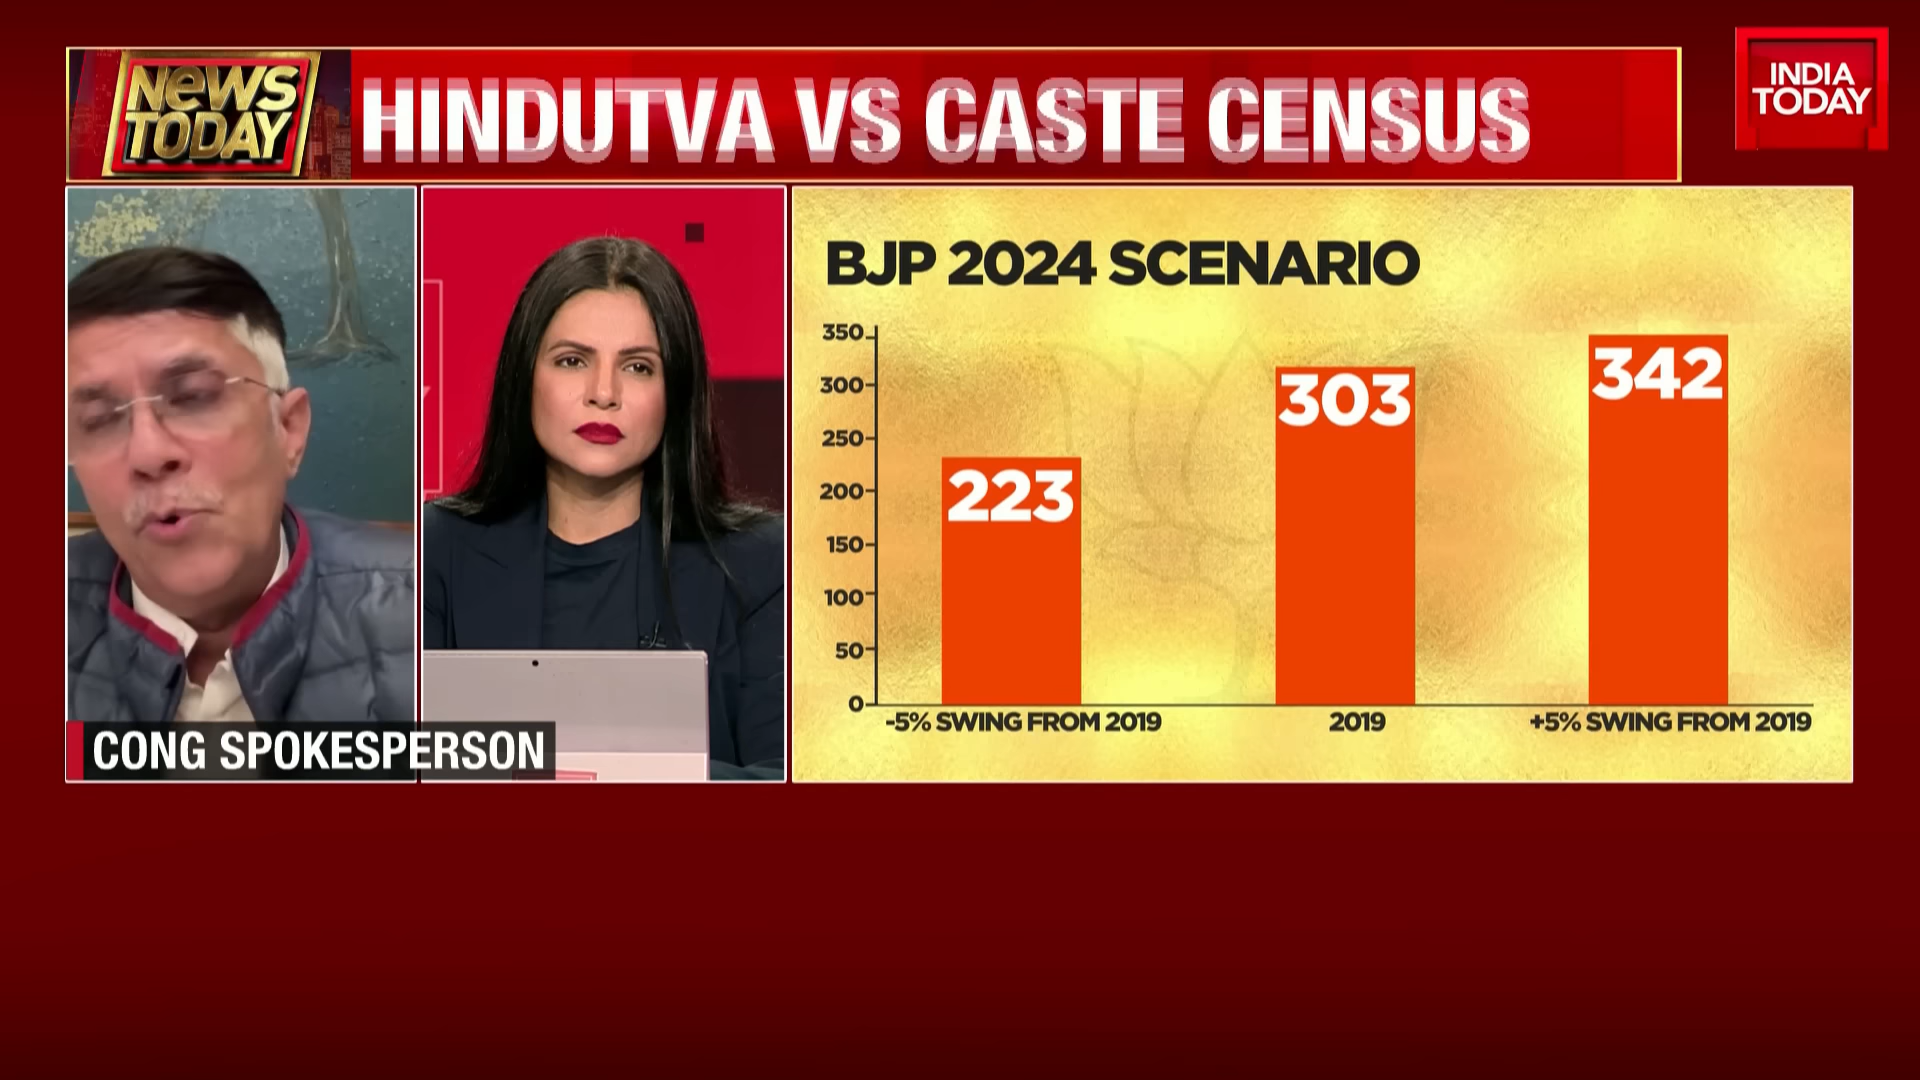 NEWS
TODAY
HINDUTVA VS CASTE CENSUS
INDIA
TODAY
CONG SPOKESPERSON
BJP 2024 SCENARIO
350
300
250
200
150
100
50
0
223
303
342
-5% SWING FROM 2019
2019
+5% SWING FROM 2019